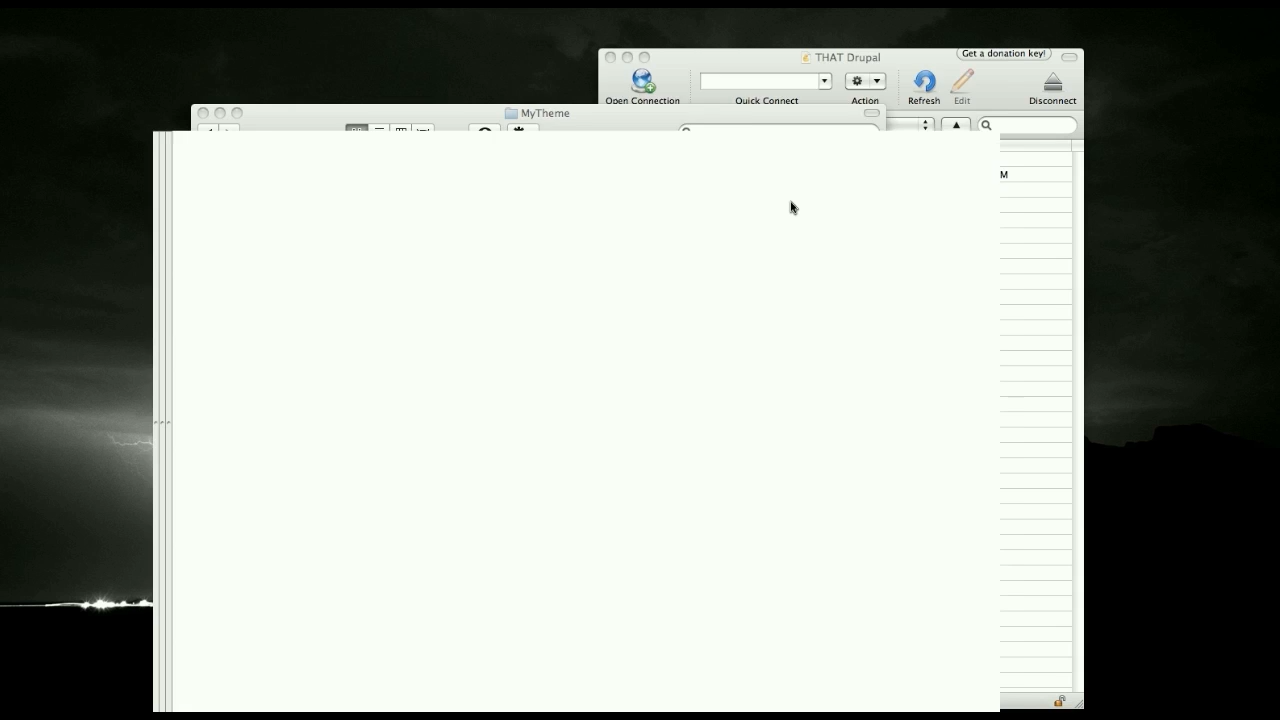 THAT Drupal
Get a donation key!
Open Connection
Quick Connect
Action
Refresh
Edit
Disconnect
MyTheme
M